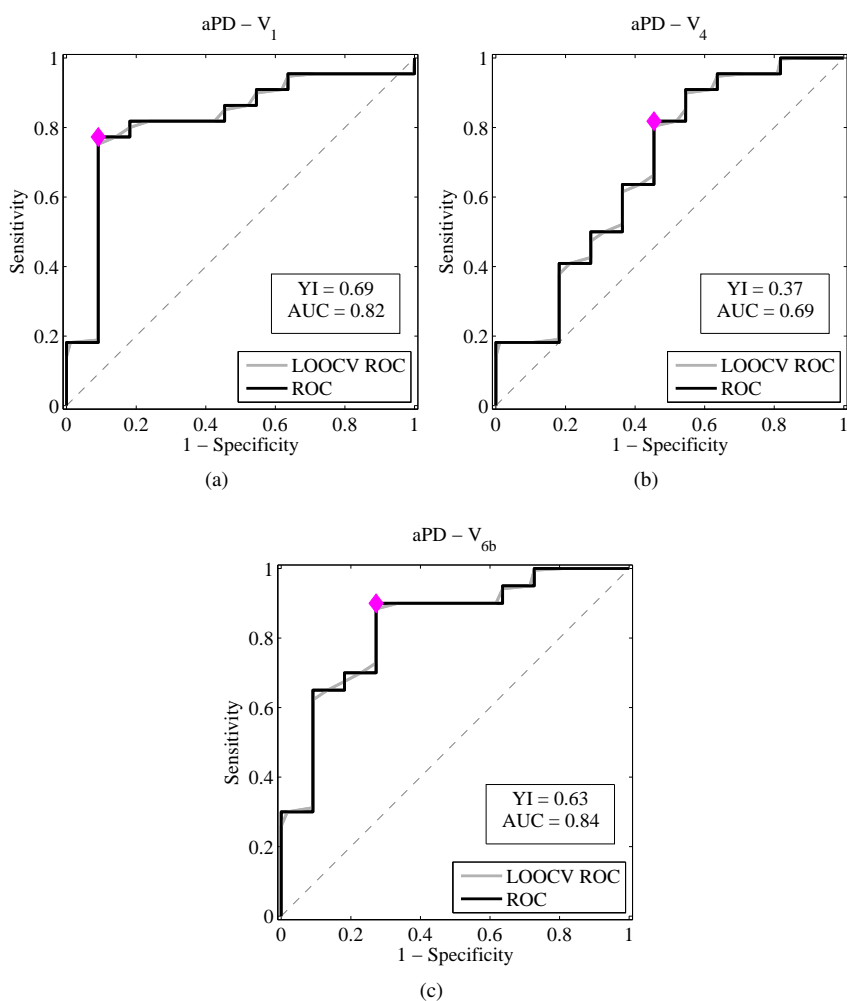 aPD – V1
1
0.8
0.6
0.4
0.2
0
Sensitivity
YI = 0.69
AUC = 0.82
LOOCV ROC
ROC
0 0.2 0.4 0.6 0.8 1
1 – Specificity
(a)
aPD – V4
1
0.8
0.6
0.4
0.2
0
Sensitivity
YI = 0.37
AUC = 0.69
LOOCV ROC
ROC
0 0.2 0.4 0.6 0.8 1
1 – Specificity
(b)
aPD – V6b
1
0.8
0.6
0.4
0.2
0
Sensitivity
YI = 0.63
AUC = 0.84
LOOCV ROC
ROC
0 0.2 0.4 0.6 0.8 1
1 – Specificity
(c)